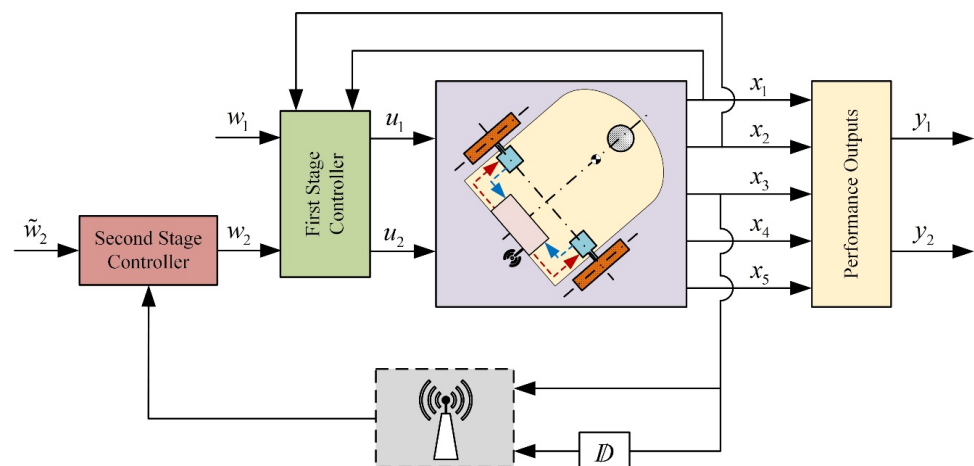 w̃₂
Second Stage
Controller
w₁
w₂
First Stage
Controller
u₁
u₂
x₁
x₂
x₃
x₄
x₅
Performance Outputs
y₁
y₂
𝔻